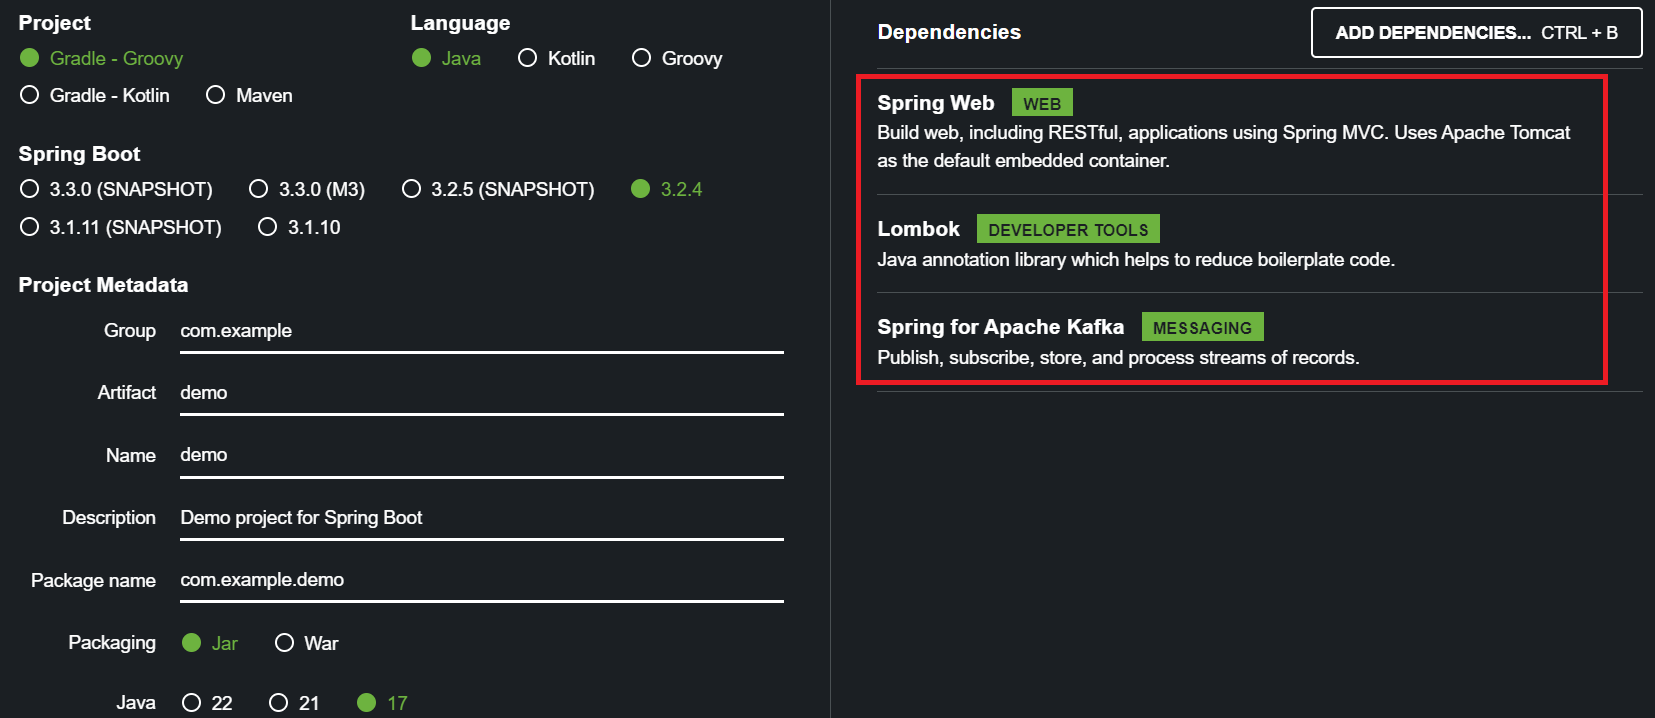 Project
Gradle - Groovy
Gradle - Kotlin Maven
Language
Java Kotlin Groovy
Spring Boot
3.3.0 (SNAPSHOT) 3.3.0 (M3) 3.2.5 (SNAPSHOT) 3.2.4
3.1.11 (SNAPSHOT) 3.1.10
Project Metadata
Group com.example
Artifact demo
Name demo
Description Demo project for Spring Boot
Package name com.example.demo
Packaging Jar War
Java 22 21 17
Dependencies ADD DEPENDENCIES... CTRL + B
Spring Web WEB
Build web, including RESTful, applications using Spring MVC. Uses Apache Tomcat
as the default embedded container.
Lombok DEVELOPER TOOLS
Java annotation library which helps to reduce boilerplate code.
Spring for Apache Kafka MESSAGING
Publish, subscribe, store, and process streams of records.